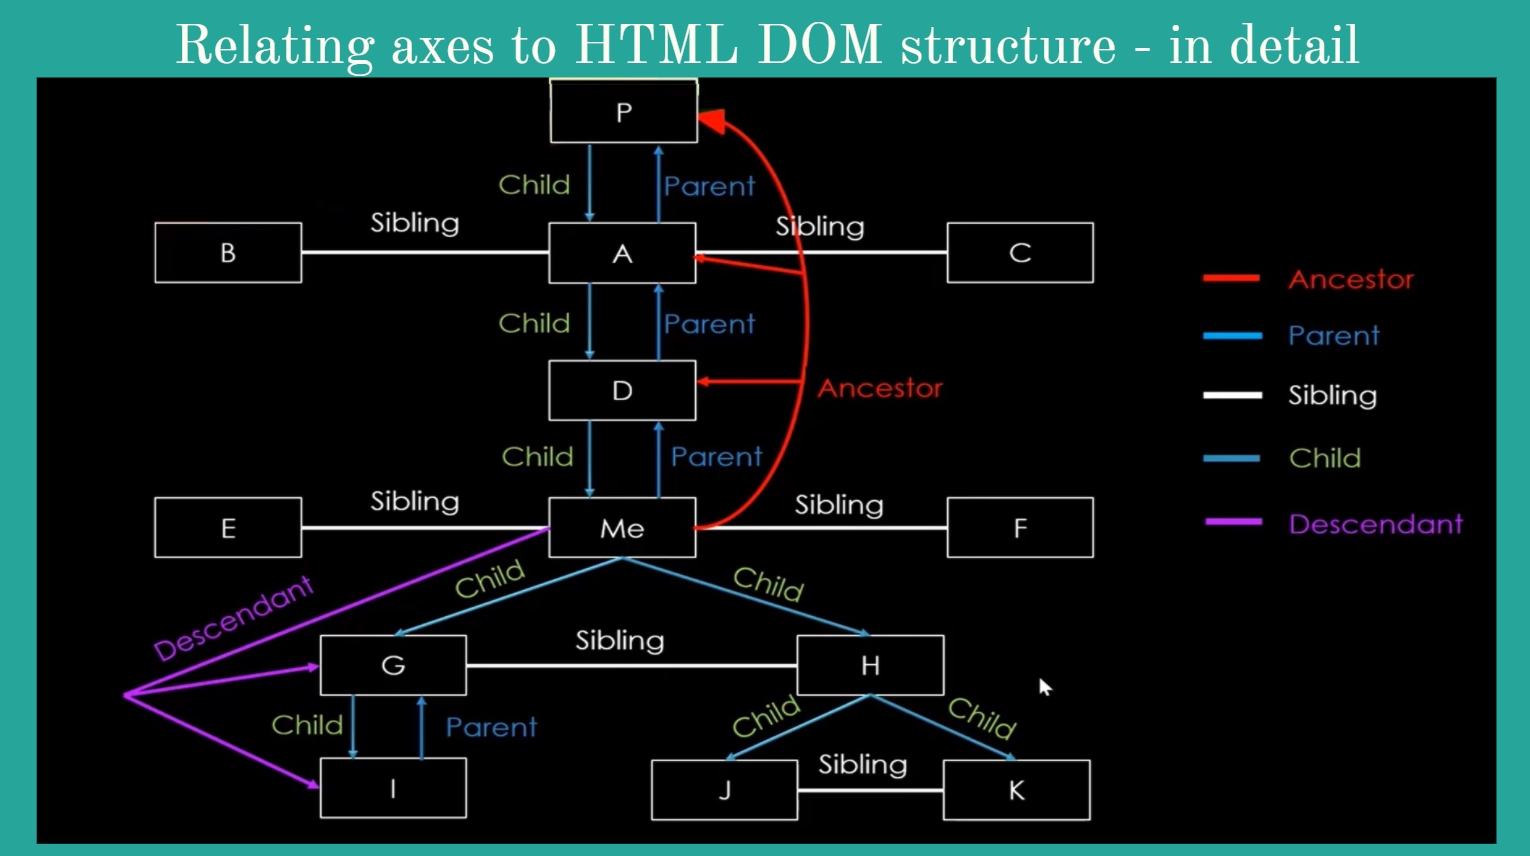 Relating axes to HTML DOM structure - in detail
P
Child
Parent
Sibling
Sibling
B
A
C
Ancestor
Child
Parent
Parent
D
Ancestor
Sibling
Child
Parent
Child
Sibling
Sibling
E
Me
F
Descendant
Child
Child
Descendant
Sibling
G
H
Child
Parent
Child
Child
Sibling
I
J
K